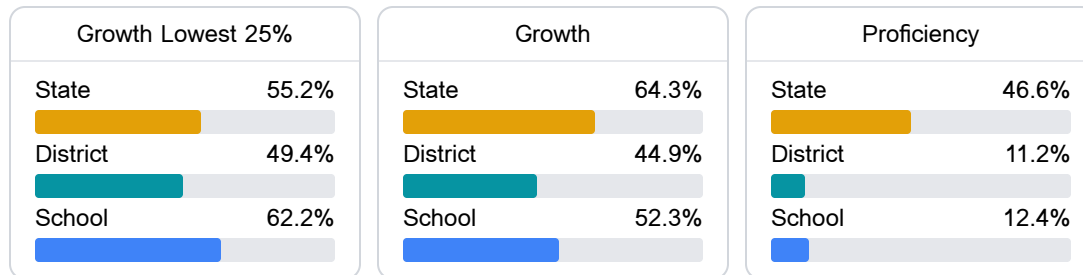 Growth Lowest 25%
State 55.2%
District 49.4%
School 62.2%
Growth
State 64.3%
District 44.9%
School 52.3%
Proficiency
State 46.6%
District 11.2%
School 12.4%